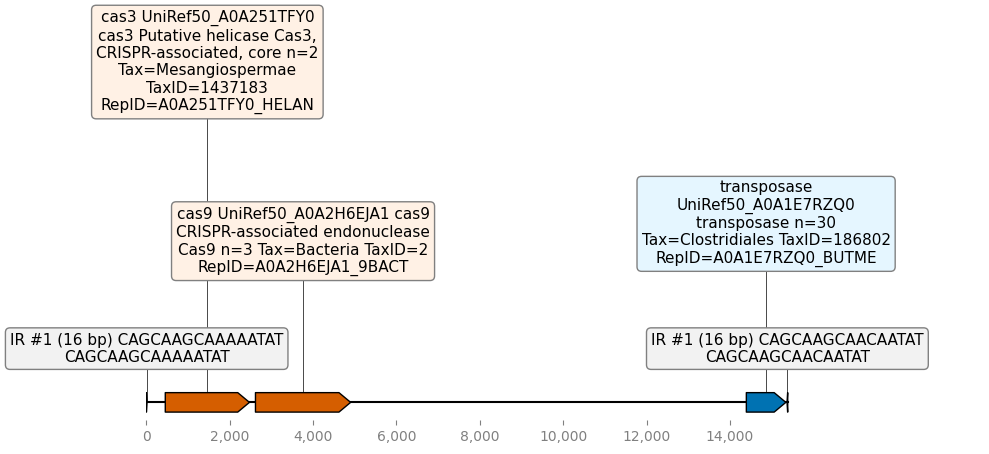 cas3 UniRef50_A0A251TFY0
cas3 Putative helicase Cas3,
CRISPR-associated, core n=2
Tax=Mesangiospermae
TaxID=1437183
RepID=A0A251TFY0_HELAN
transposase
UniRef50_A0A1E7RZQ0
transposase n=30
Tax=Clostridiales TaxID=186802
RepID=A0A1E7RZQ0_BUTME
cas9 UniRef50_A0A2H6EJA1 cas9
CRISPR-associated endonuclease
Cas9 n=3 Tax=Bacteria TaxID=2
RepID=A0A2H6EJA1_9BACT
IR #1 (16 bp) CAGCAAGCAAAAATAT
CAGCAAGCAAAAATAT
IR #1 (16 bp) CAGCAAGCAACAATAT
CAGCAAGCAACAATAT
0 2,000 4,000 6,000 8,000 10,000 12,000 14,000